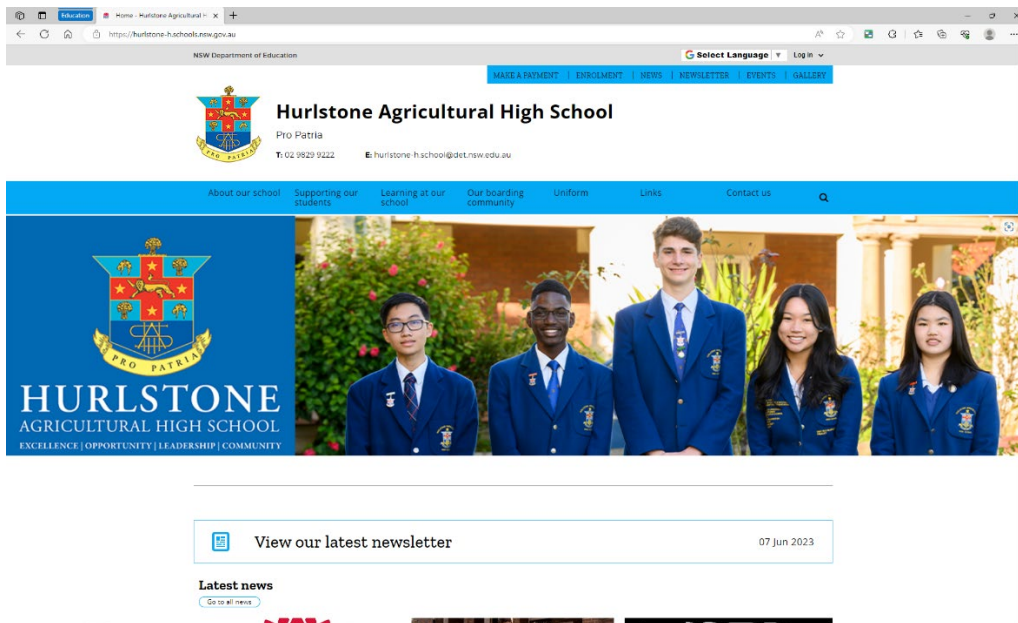 Education
Home - Hurlstone Agricultural H
https://hurlstone-h.schools.nsw.gov.au
NSW Department of Education
Select Language
Log in
MAKE A PAYMENT | ENROLMENT | NEWS | NEWSLETTER | EVENTS | GALLERY
PRO PATRIA
Hurlstone Agricultural High School
Pro Patria
T: 02 9829 9222 E: hurlstone-h.school@det.nsw.edu.au
About our school
Supporting our
students
Learning at our
school
Our boarding
community
Uniform
Links
Contact us
PRO PATRIA
HURLSTONE
AGRICULTURAL HIGH SCHOOL
EXCELLENCE | OPPORTUNITY | LEADERSHIP | COMMUNITY
View our latest newsletter
07 Jun 2023
Latest news
Go to all news